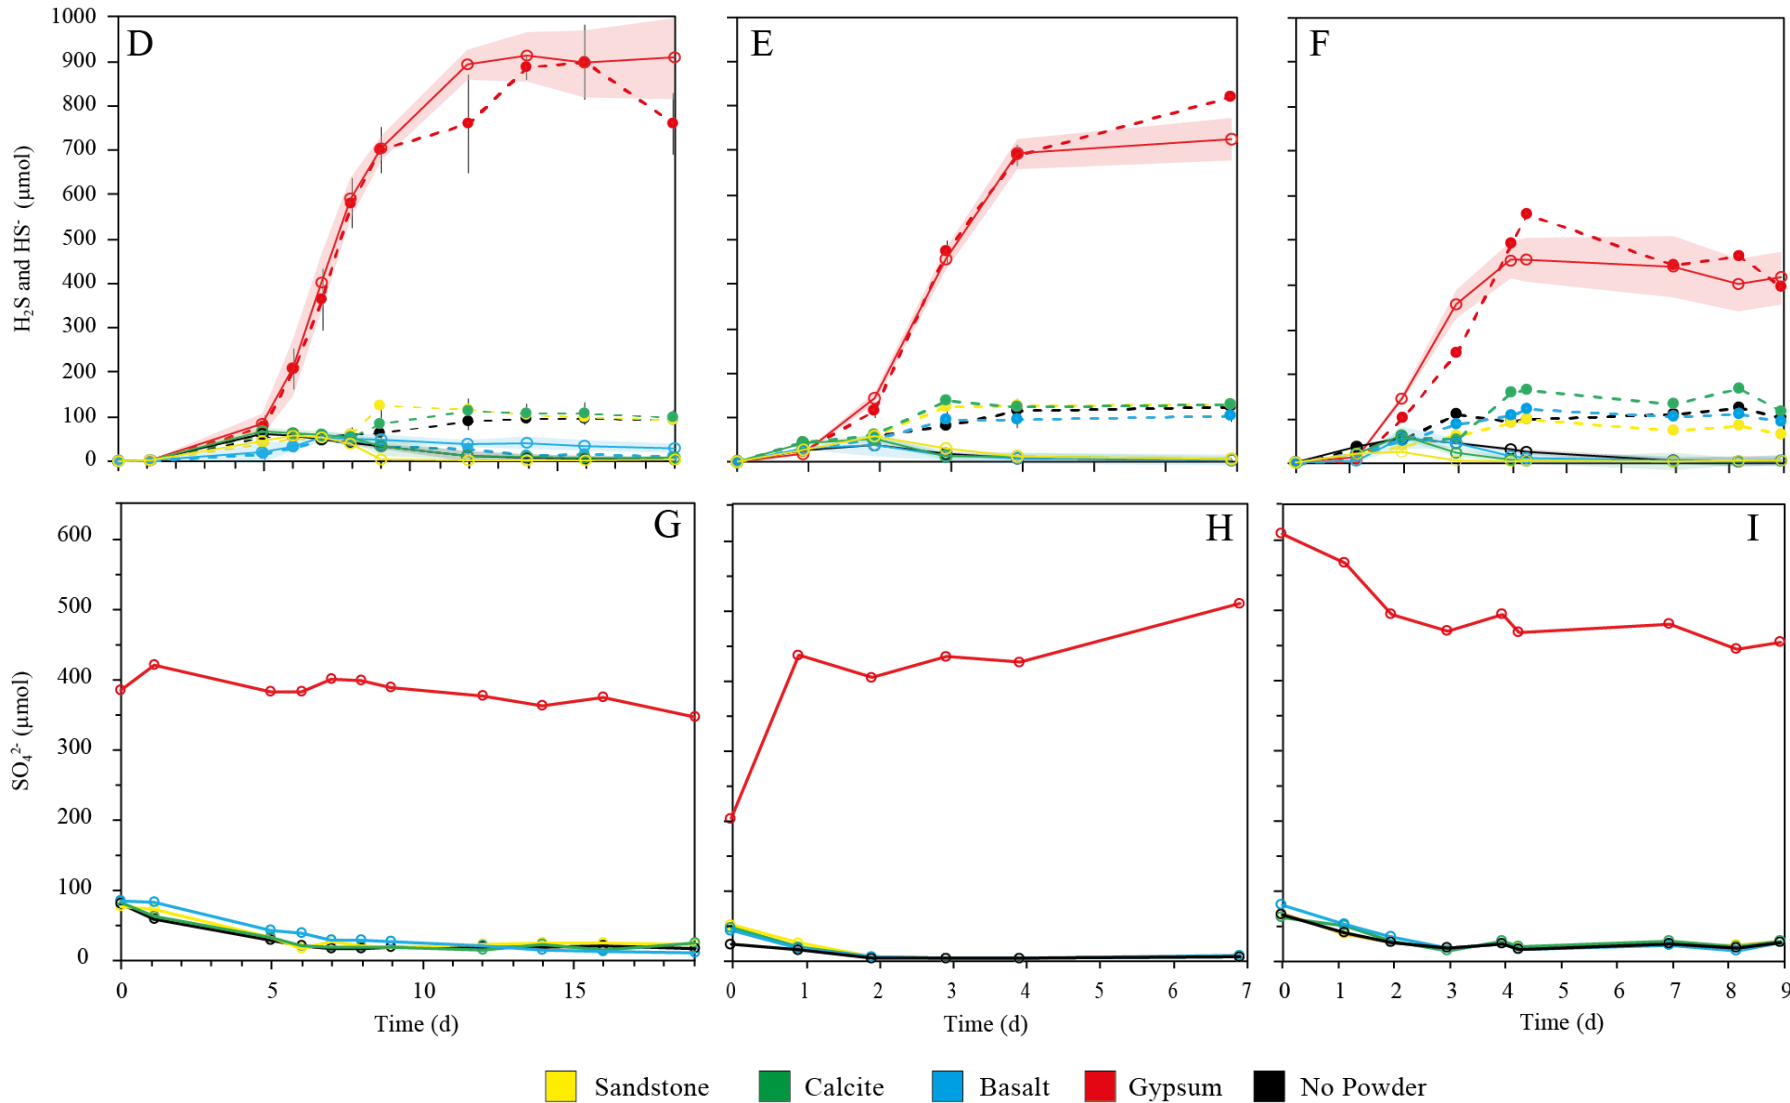 D
E
F
1000
900
800
700
600
500
400
300
200
100
0
H₂S and HS⁻ (µmol)
G
H
I
600
500
400
300
200
100
0
SO₄²⁻ (µmol)
0 5 10 15
0 1 2 3 4 5 6 7
0 1 2 3 4 5 6 7 8 9
Time (d)
Time (d)
Time (d)
Sandstone
Calcite
Basalt
Gypsum
No Powder